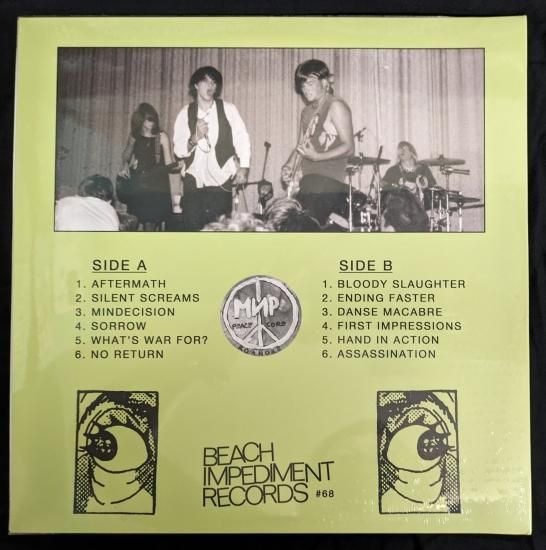 SIDE A
1. AFTERMATH
2. SILENT SCREAMS
3. MINDECISION
4. SORROW
5. WHAT'S WAR FOR?
6. NO RETURN
МИР
PEACE CORE
ROANOKE
SIDE B
1. BLOODY SLAUGHTER
2. ENDING FASTER
3. DANSE MACABRE
4. FIRST IMPRESSIONS
5. HAND IN ACTION
6. ASSASSINATION
BEACH
IMPEDIMENT
RECORDS #68